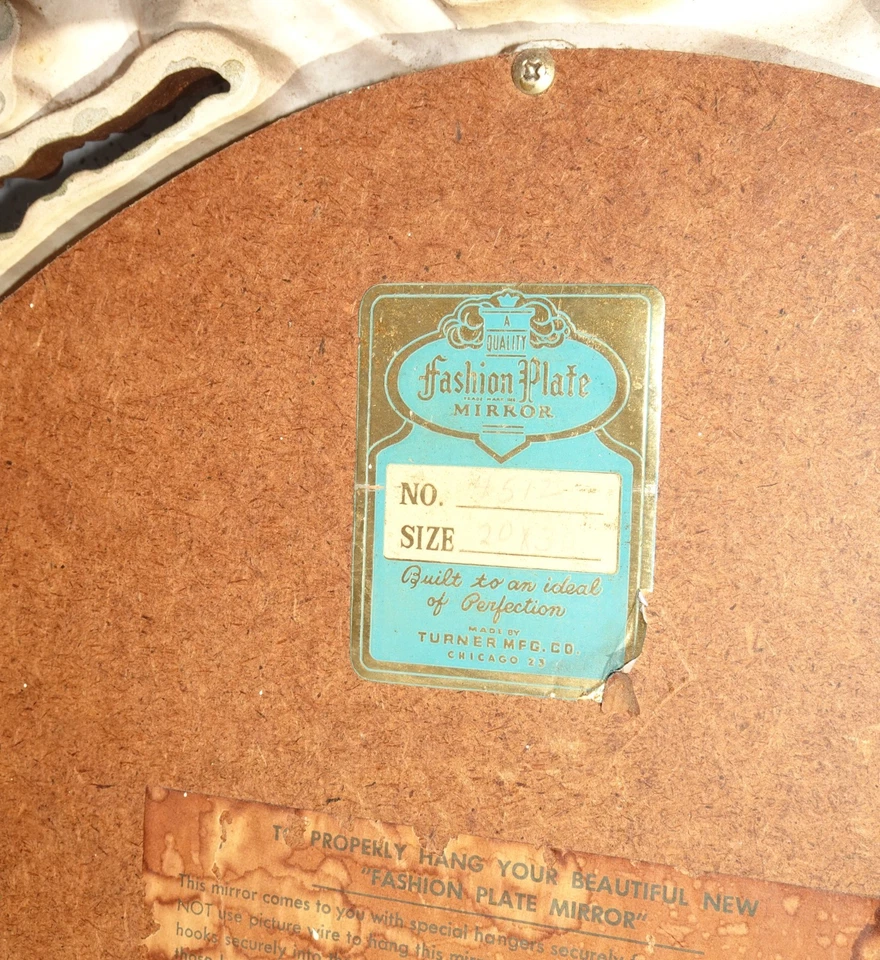 A
QUALITY
Fashion Plate
MIRROR
NO.
SIZE
Built to an ideal
of Perfection
MADE BY
TURNER MFG. CO.
CHICAGO 23
PROPERLY HANG YOUR BEAUTIFUL NEW
"FASHION PLATE MIRROR"
This mirror comes to you with special hangers securely
NOT use picture wire to hang this
hooks securely